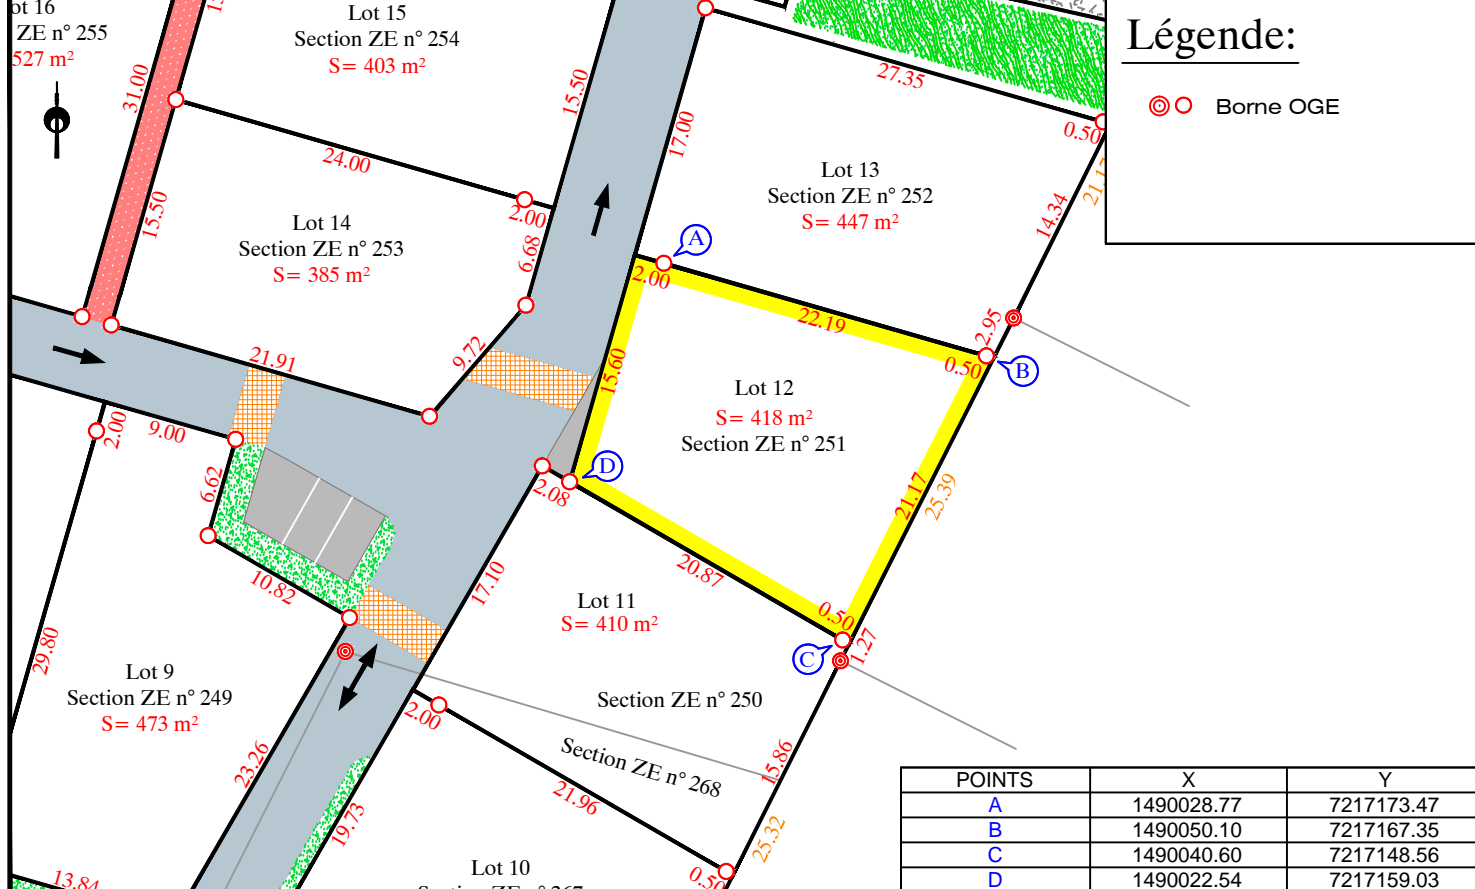 ot 16
ZE n° 255
527 m²
Lot 15
Section ZE n° 254
S= 403 m²
Légende:
Borne OGE
31.00
15.50
27.35
17.00
0.50
24.00
2.00
15.50
6.68
Lot 14
Section ZE n° 253
S= 385 m²
Lot 13
Section ZE n° 252
S= 447 m²
14.34
A
2.00
22.19
2.95
0.50
B
21.91
9.72
15.60
Lot 12
S= 418 m²
Section ZE n° 251
2.00
9.00
6.62
D
2.08
21.17
25.39
10.82
17.10
20.87
Lot 11
S= 410 m²
0.50
C
1.27
29.80
Lot 9
Section ZE n° 249
S= 473 m²
Section ZE n° 250
2.00
Section ZE n° 268
15.86
23.26
19.73
21.96
25.32
Lot 10
0.50
13.84
POINTS X Y
A 1490028.77 7217173.47
B 1490050.10 7217167.35
C 1490040.60 7217148.56
D 1490022.54 7217159.03